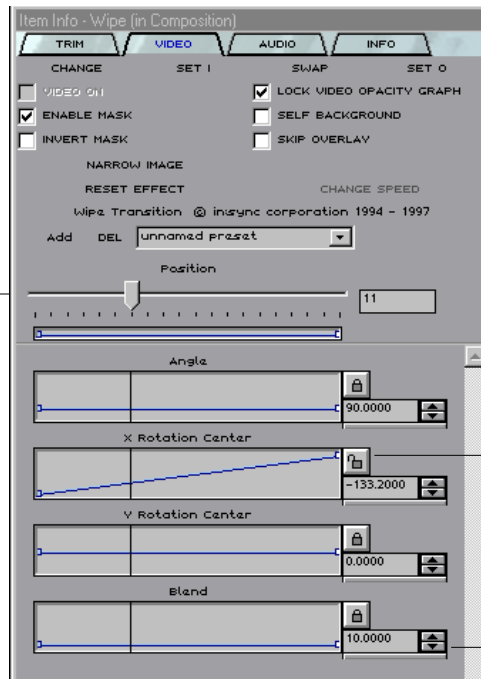 Item Info - Wipe (in Composition)
TRIM VIDEO AUDIO INFO
CHANGE SET I SWAP SET O
VIDEO ON LOCK VIDEO OPACITY GRAPH
ENABLE MASK SELF BACKGROUND
INVERT MASK SKIP OVERLAY
NARROW IMAGE
RESET EFFECT CHANGE SPEED
Wipe Transition © in:sync corporation 1994 - 1997
Add DEL unnamed preset
Position
11
Angle
90.0000
X Rotation Center
-133.2000
Y Rotation Center
0.0000
Blend
10.0000